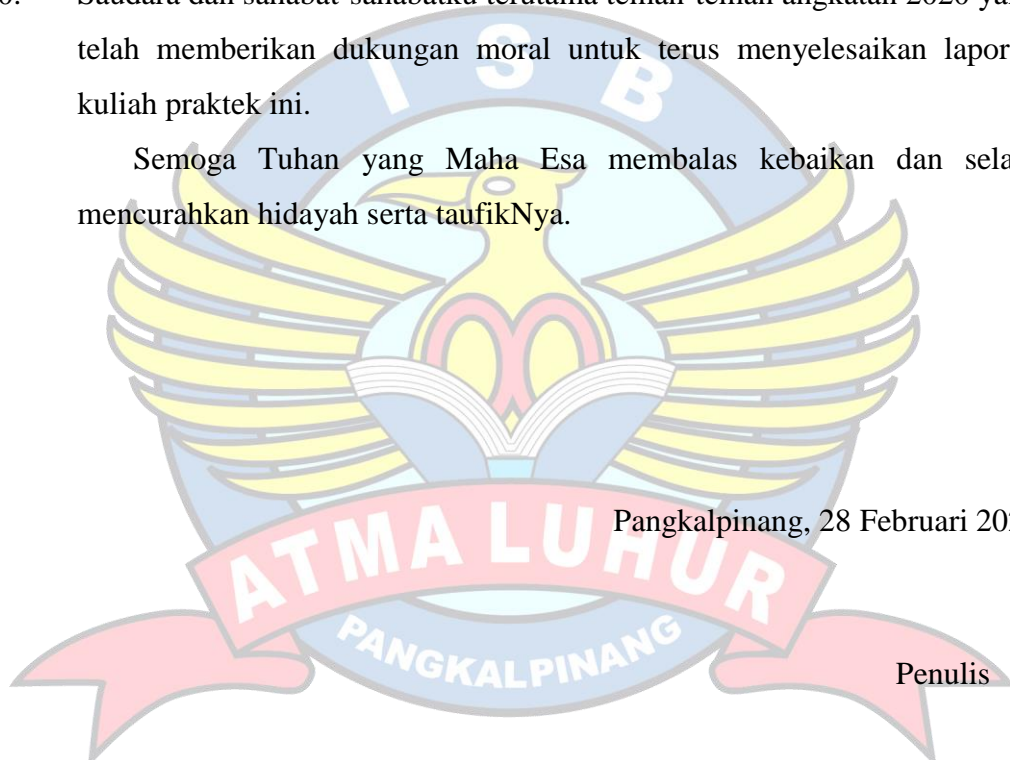 Saudara dan sahabat-sahabatku terutama teman-teman angkatan 2020
telah memberikan dukungan moral untuk terus menyelesaikan lapor
kuliah praktek ini.
Semoga Tuhan yang Maha Esa membalas kebaikan dan sela
mencurahkan hidayah serta taufikNya.
Pangkalpinang, 28 Februari 202
Penulis
I S B
ATMA LUHUR
PANGKALPINANG